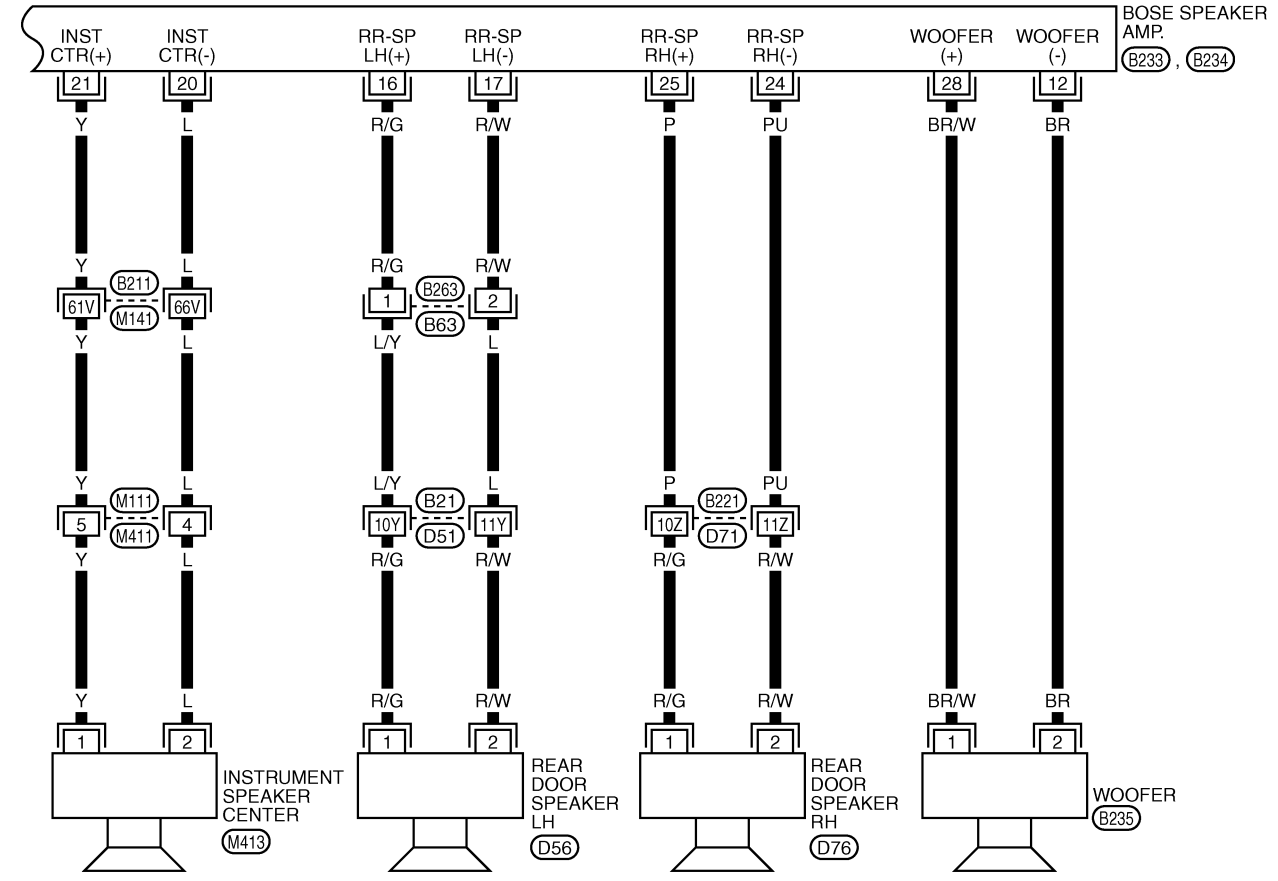 BOSE SPEAKER
AMP.
B233 , B234
INST INST RR-SP RR-SP RR-SP RR-SP WOOFER WOOFER
CTR(+) CTR(-) LH(+) LH(-) RH(+) RH(-) (+) (-)
21 20 16 17 25 24 28 12
Y L R/G R/W P PU BR/W BR
Y L R/G R/W
B211 B263
61V 66V 1 2
M141 B63
Y L L/Y L
Y L L/Y L P PU
M111 B21 B221
5 4 10Y 11Y 10Z 11Z
M411 D51 D71
Y L R/G R/W R/G R/W
Y L R/G R/W R/G R/W BR/W BR
1 2 1 2 1 2 1 2
INSTRUMENT
SPEAKER
CENTER
M413
REAR
DOOR
SPEAKER
LH
D56
REAR
DOOR
SPEAKER
RH
D76
WOOFER
B235